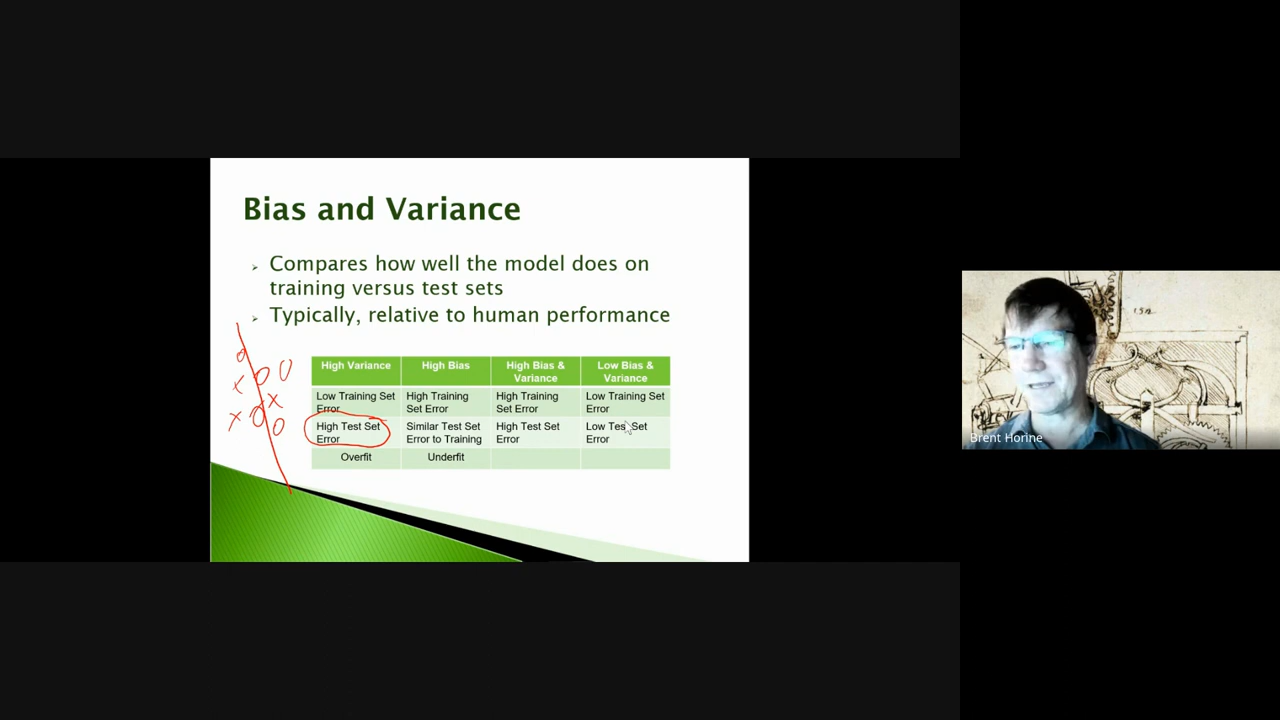 Bias and Variance
Compares how well the model does on
training versus test sets
Typically, relative to human performance
High Variance
High Bias
High Bias &
Variance
Low Bias &
Variance
Low Training Set
Error
High Training
Set Error
High Training
Set Error
Low Training Set
Error
High Test Set
Error
Similar Test Set
Error to Training
High Test Set
Error
Low Test Set
Error
Overfit
Underfit
Brent Horine